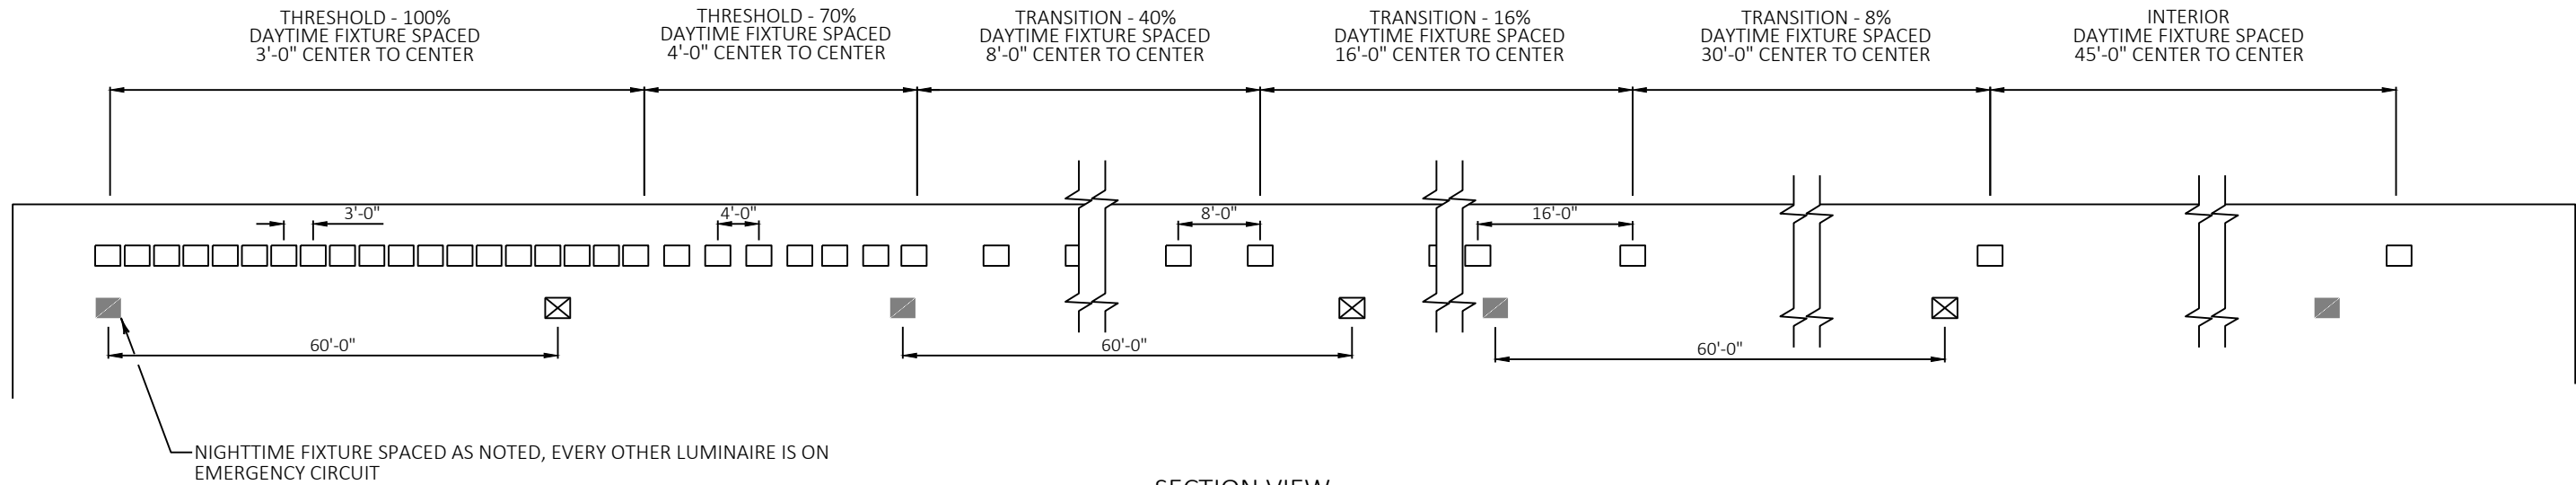 THRESHOLD - 100%
DAYTIME FIXTURE SPACED
3'-0" CENTER TO CENTER
THRESHOLD - 70%
DAYTIME FIXTURE SPACED
4'-0" CENTER TO CENTER
TRANSITION - 40%
DAYTIME FIXTURE SPACED
8'-0" CENTER TO CENTER
TRANSITION - 16%
DAYTIME FIXTURE SPACED
16'-0" CENTER TO CENTER
TRANSITION - 8%
DAYTIME FIXTURE SPACED
30'-0" CENTER TO CENTER
INTERIOR
DAYTIME FIXTURE SPACED
45'-0" CENTER TO CENTER
3'-0"
4'-0"
8'-0"
16'-0"
60'-0"
60'-0"
60'-0"
NIGHTTIME FIXTURE SPACED AS NOTED, EVERY OTHER LUMINAIRE IS ON
EMERGENCY CIRCUIT
SECTION VIEW